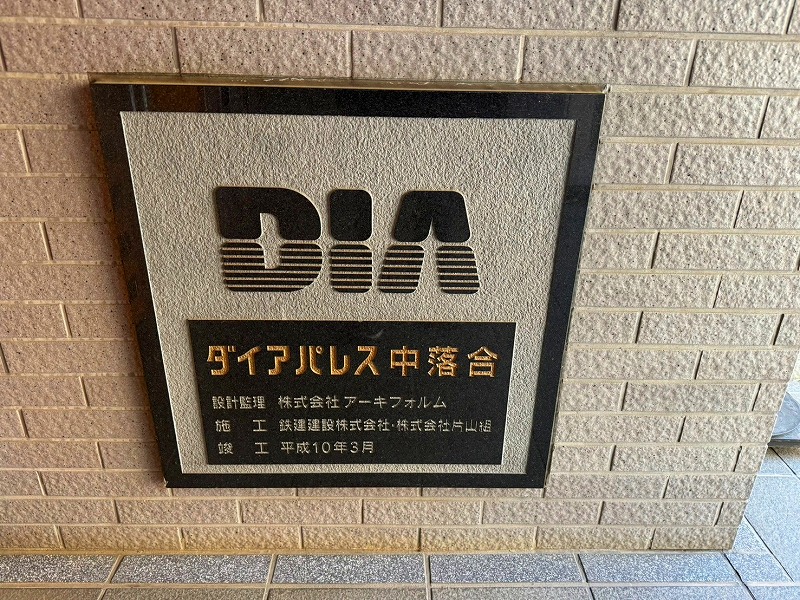 DIA
ダイアパレス中落合
設計監理 株式会社アーキフォルム
施工 鉄建建設株式会社・株式会社片山組
竣工 平成10年3月